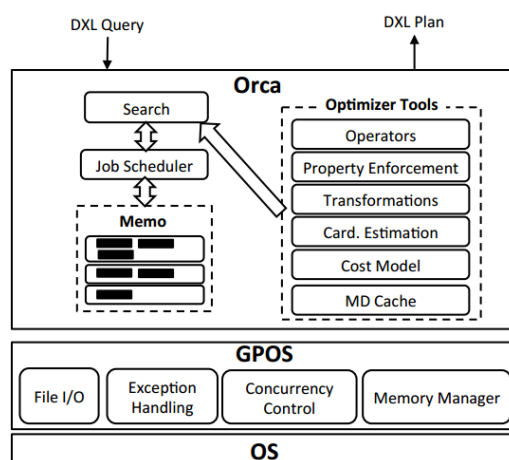 DXL Query
DXL Plan
Orca
Search
Job Scheduler
Memo
Optimizer Tools
Operators
Property Enforcement
Transformations
Card. Estimation
Cost Model
MD Cache
GPOS
File I/O
Exception
Handling
Concurrency
Control
Memory Manager
OS